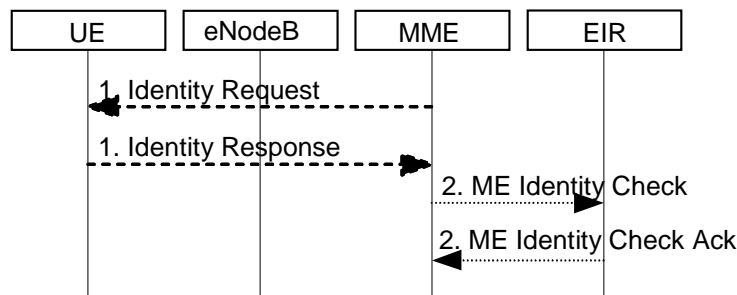 UE eNodeB MME EIR
1. Identity Request
1. Identity Response
2. ME Identity Check
2. ME Identity Check Ack